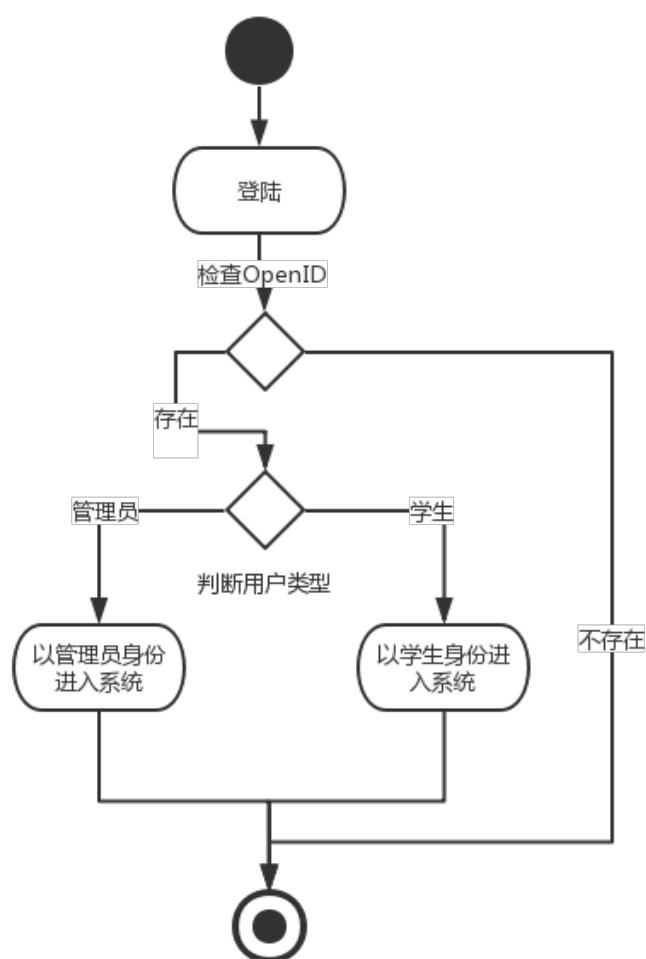 登陆
检查OpenID
存在
管理员
学生
判断用户类型
以管理员身份
进入系统
以学生身份进
入系统
不存在